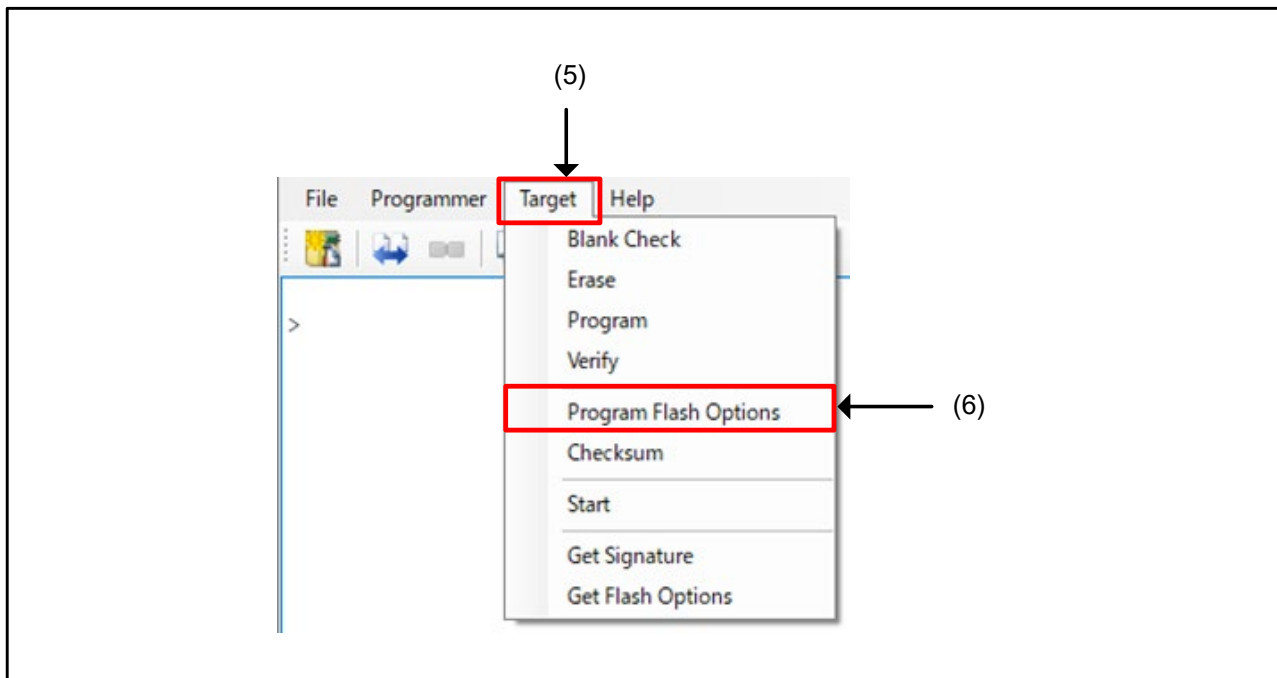 (5)
File Programmer Target Help
Blank Check
Erase
>
Program
Verify
Program Flash Options
(6)
Checksum
Start
Get Signature
Get Flash Options